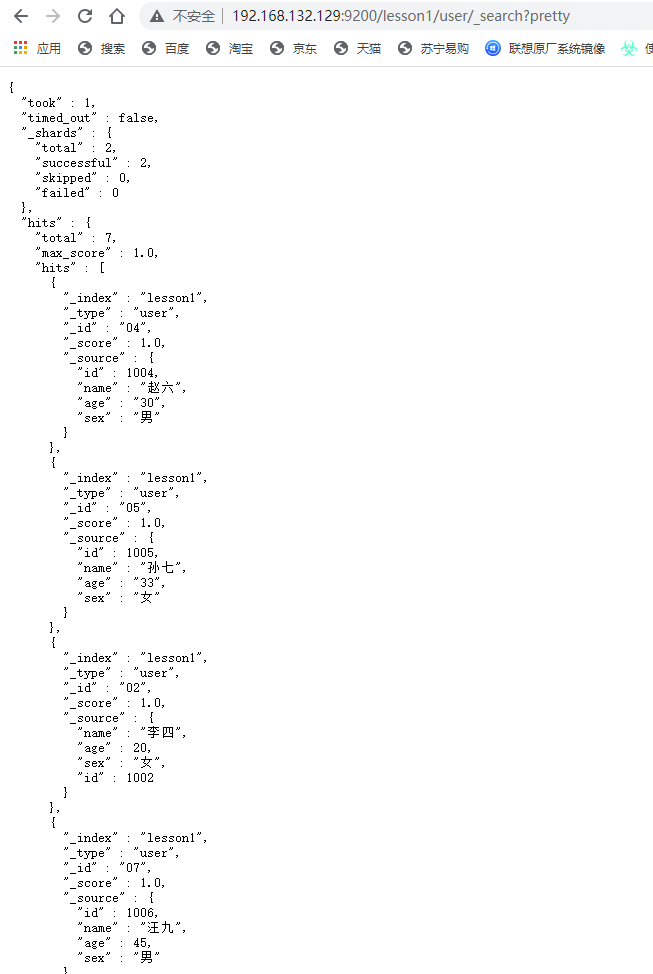 不安全 192.168.132.129:9200/lesson1/user/_search?pretty
应用 搜索 百度 淘宝 京东 天猫 苏宁易购 联想原厂系统镜像
{
"took" : 1,
"timed_out" : false,
"_shards" : {
"total" : 2,
"successful" : 2,
"skipped" : 0,
"failed" : 0
},
"hits" : {
"total" : 7,
"max_score" : 1.0,
"hits" : [
{
"_index" : "lesson1",
"_type" : "user",
"_id" : "04",
"_score" : 1.0,
"_source" : {
"id" : 1004,
"name" : "赵六",
"age" : "30",
"sex" : "男"
}
},
{
"_index" : "lesson1",
"_type" : "user",
"_id" : "05",
"_score" : 1.0,
"_source" : {
"id" : 1005,
"name" : "孙七",
"age" : "33",
"sex" : "女"
}
},
{
"_index" : "lesson1",
"_type" : "user",
"_id" : "02",
"_score" : 1.0,
"_source" : {
"name" : "李四",
"age" : 20,
"sex" : "女",
"id" : 1002
}
},
{
"_index" : "lesson1",
"_type" : "user",
"_id" : "07",
"_score" : 1.0,
"_source" : {
"id" : 1006,
"name" : "汪九",
"age" : 45,
"sex" : "男"
}